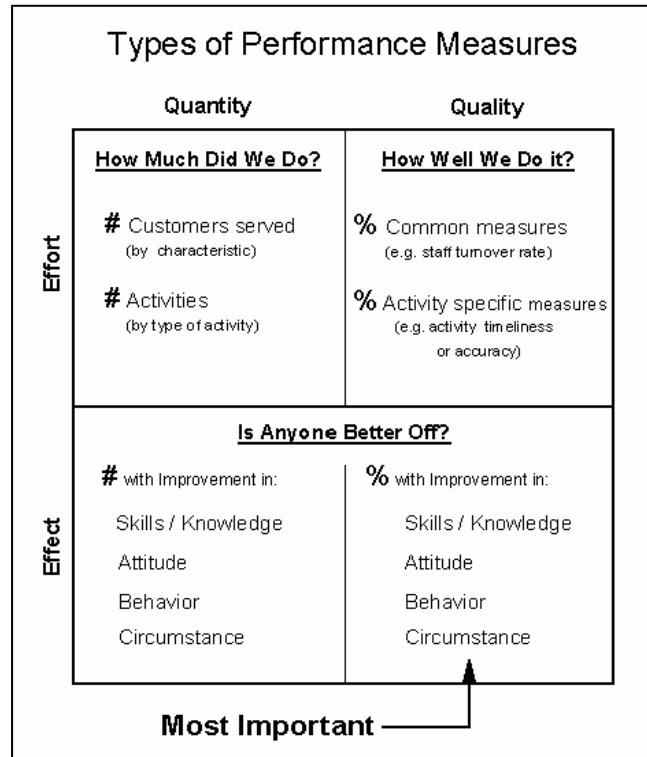 Types of Performance Measures
Quantity
Quality
Effort
How Much Did We Do?
# Customers served
(by characteristic)
# Activities
(by type of activity)
How Well We Do it?
% Common measures
(e.g. staff turnover rate)
% Activity specific measures
(e.g. activity timeliness
or accuracy)
Effect
Is Anyone Better Off?
# with Improvement in:
Skills / Knowledge
Attitude
Behavior
Circumstance
% with Improvement in:
Skills / Knowledge
Attitude
Behavior
Circumstance
Most Important